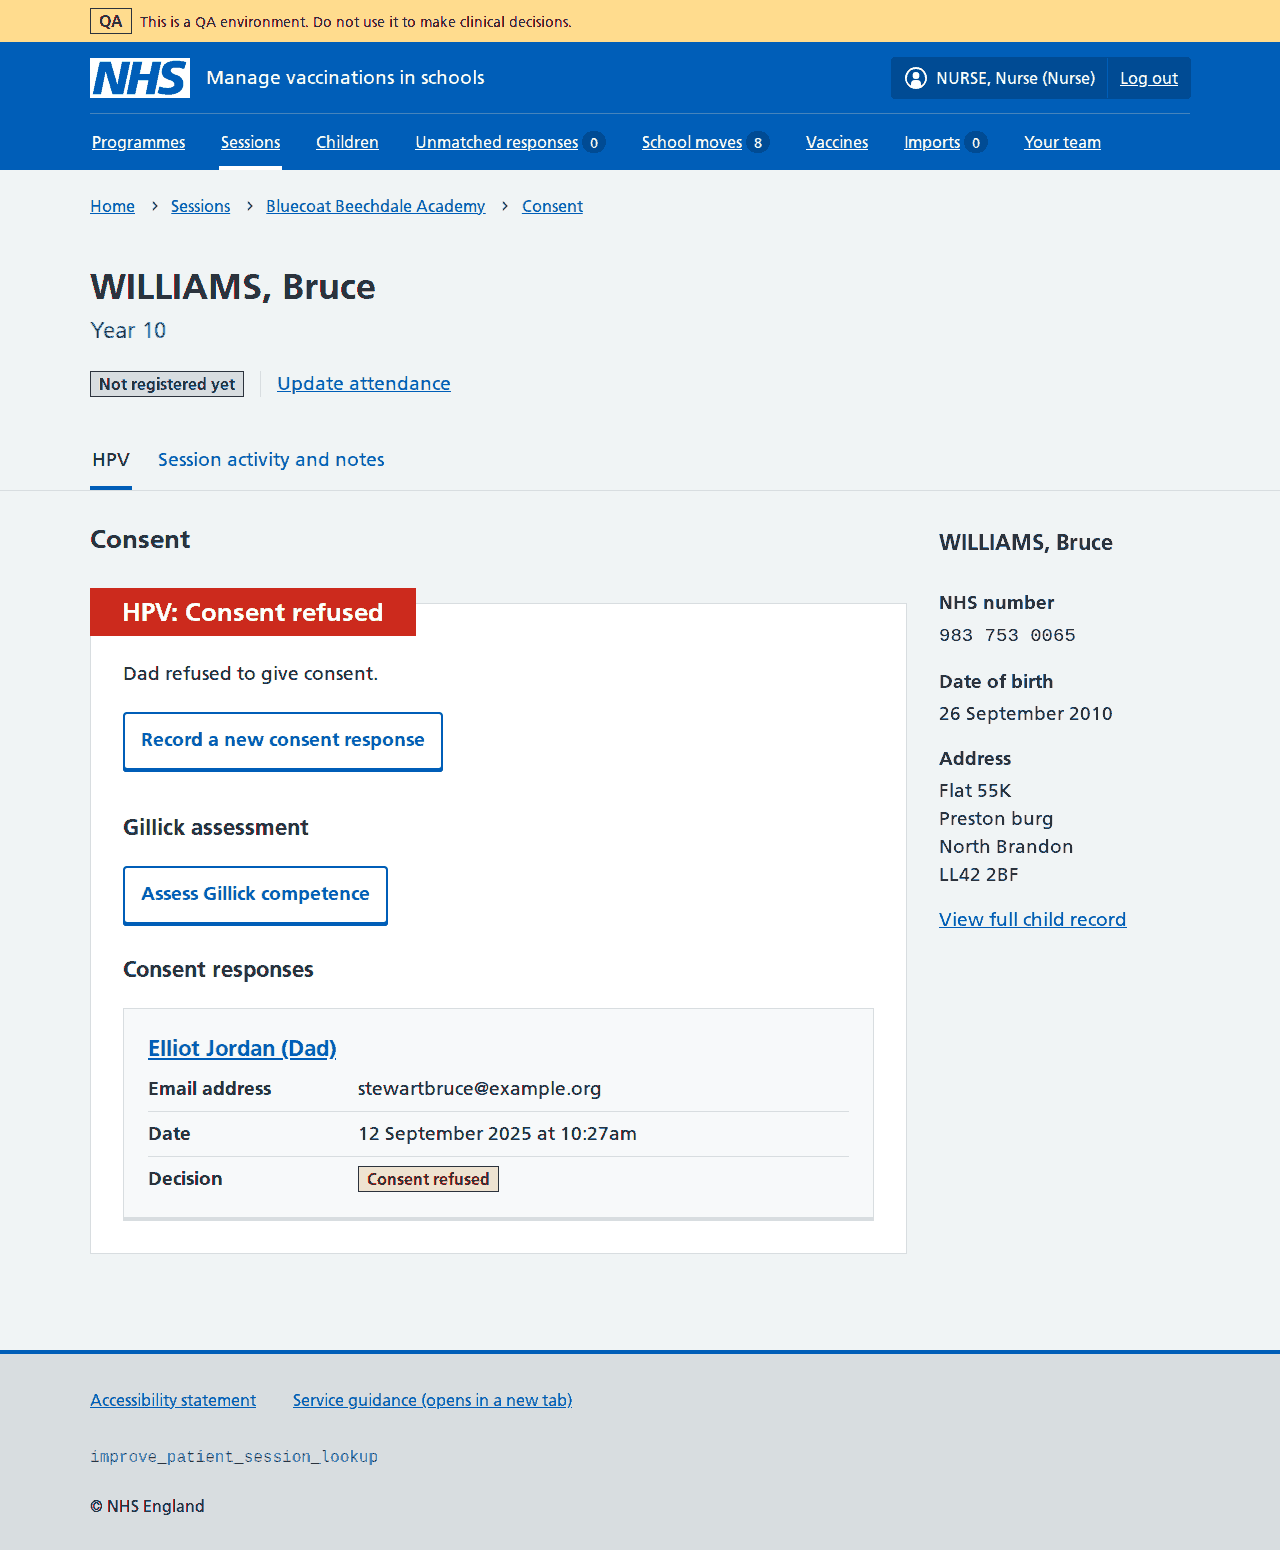 QA This is a QA environment. Do not use it to make clinical decisions.
NHS Manage vaccinations in schools
NURSE, Nurse (Nurse) Log out
Programmes Sessions Children Unmatched responses 0 School moves 8 Vaccines Imports 0 Your team
Home > Sessions > Bluecoat Beechdale Academy > Consent
WILLIAMS, Bruce
Year 10
Not registered yet Update attendance
HPV Session activity and notes
Consent
HPV: Consent refused
Dad refused to give consent.
Record a new consent response
Gillick assessment
Assess Gillick competence
Consent responses
Elliot Jordan (Dad)
Email address stewartbruce@example.org
Date 12 September 2025 at 10:27am
Decision Consent refused
WILLIAMS, Bruce
NHS number
983 753 0065
Date of birth
26 September 2010
Address
Flat 55K
Preston burg
North Brandon
LL42 2BF
View full child record
Accessibility statement Service guidance (opens in a new tab)
improve_patient_session_lookup
© NHS England